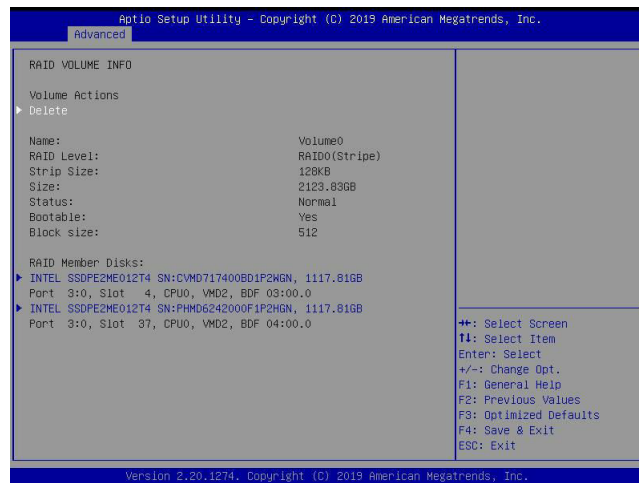 Aptio Setup Utility – Copyright (C) 2019 American Megatrends, Inc.
Advanced
RAID VOLUME INFO
Volume Actions
Delete
Name: Volume0
RAID Level: RAID0(Stripe)
Strip Size: 128KB
Size: 2123.83GB
Status: Normal
Bootable: Yes
Block size: 512
RAID Member Disks:
INTEL SSDPE2ME012T4 SN:CVMD717400BD1P2WGN, 1117.81GB
Port 3:0, Slot 4, CPU0, VMD2, BDF 03:00.0
INTEL SSDPE2ME012T4 SN:PHMD6242000F1P2HGN, 1117.81GB
Port 3:0, Slot 37, CPU0, VMD2, BDF 04:00.0
→←: Select Screen
↑↓: Select Item
Enter: Select
+/-: Change Opt.
F1: General Help
F2: Previous Values
F3: Optimized Defaults
F4: Save & Exit
ESC: Exit
Version 2.20.1274. Copyright (C) 2019 American Megatrends, Inc.